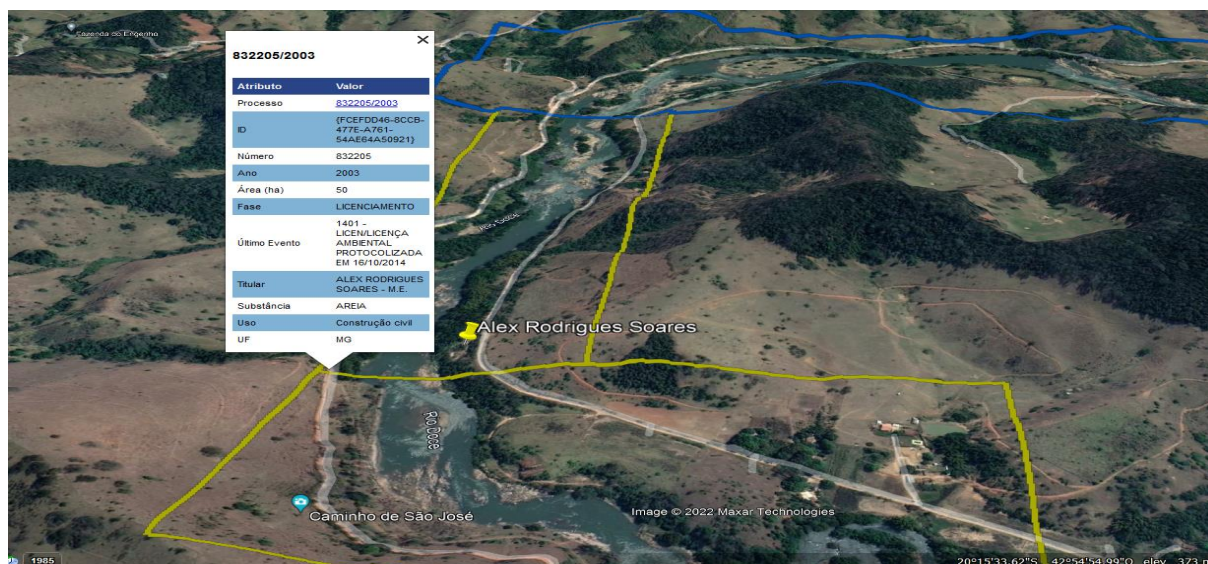 Fazenda do Engenho
832205/2003
Atributo Valor
Processo 832205/2003
ID {FCEFDD46-8CCB-
477E-A761-
54AE64A50921}
Número 832205
Ano 2003
Área (ha) 50
Fase LICENCIAMENTO
Último Evento 1401 -
LICEN/LICENÇA
AMBIENTAL
PROTOCOLIZADA
EM 16/10/2014
Titular ALEX RODRIGUES
SOARES - M.E.
Substância AREIA
Uso Construção civil
UF MG
Rio Doce
Alex Rodrigues Soares
Rio Doce
Caminho de São José
Image © 2022 Maxar Technologies
1985
20°15'33.62"S 42°54'54.99"O elev 373 m